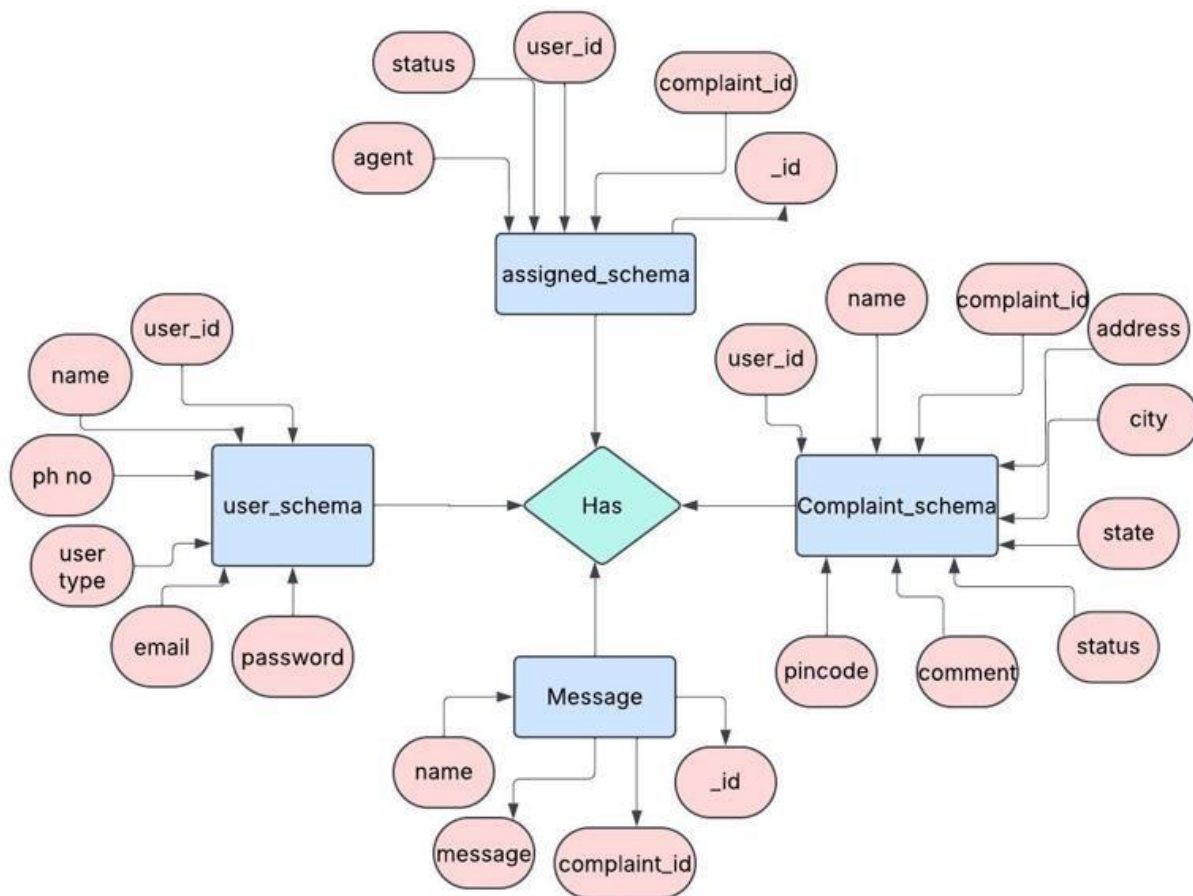 user_id
status
complaint_id
agent
_id
assigned_schema
name
complaint_id
user_id
address
user_id
name
city
ph no
user_schema
Has
Complaint_schema
state
user
type
email
password
pincode
comment
status
Message
name
_id
message
complaint_id